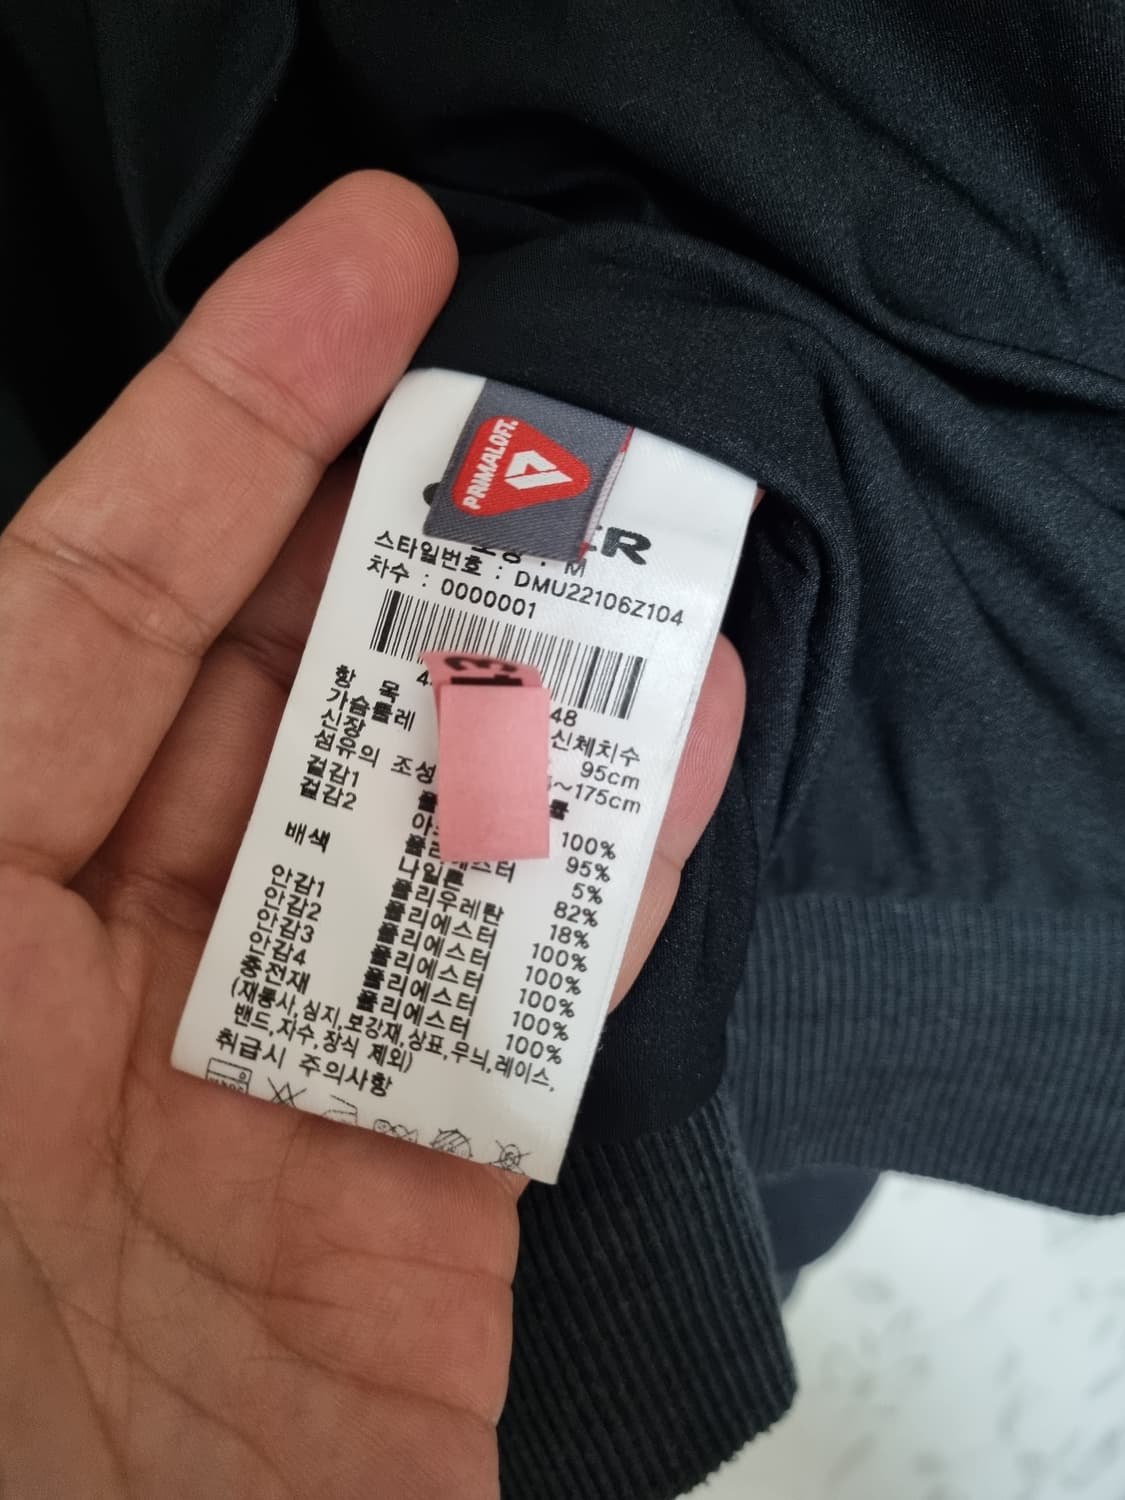 PRIMALOFT.
ER
: M
스타일번호 : DMU22106Z104
차수 : 0000001
48
항 목 신체치수
가슴둘레 95cm
신장 ~175cm
섬유의 조성
겉감1 100%
겉감2 95%
5%
배색 나일론 82%
폴리우레탄 18%
안감1 폴리에스터 100%
안감2 폴리에스터 100%
안감3 폴리에스터 100%
안감4 폴리에스터 100%
충전재 폴리에스터 100%
(재봉사,심지,보강재,상표,무늬,레이스,
밴드,자수,장식 제외)
취급시 주의사항